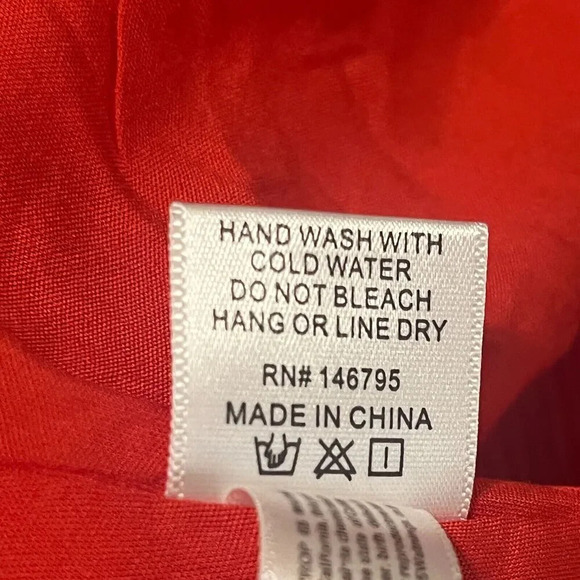 HAND WASH WITH
COLD WATER
DO NOT BLEACH
HANG OR LINE DRY
RN# 146795
MADE IN CHINA